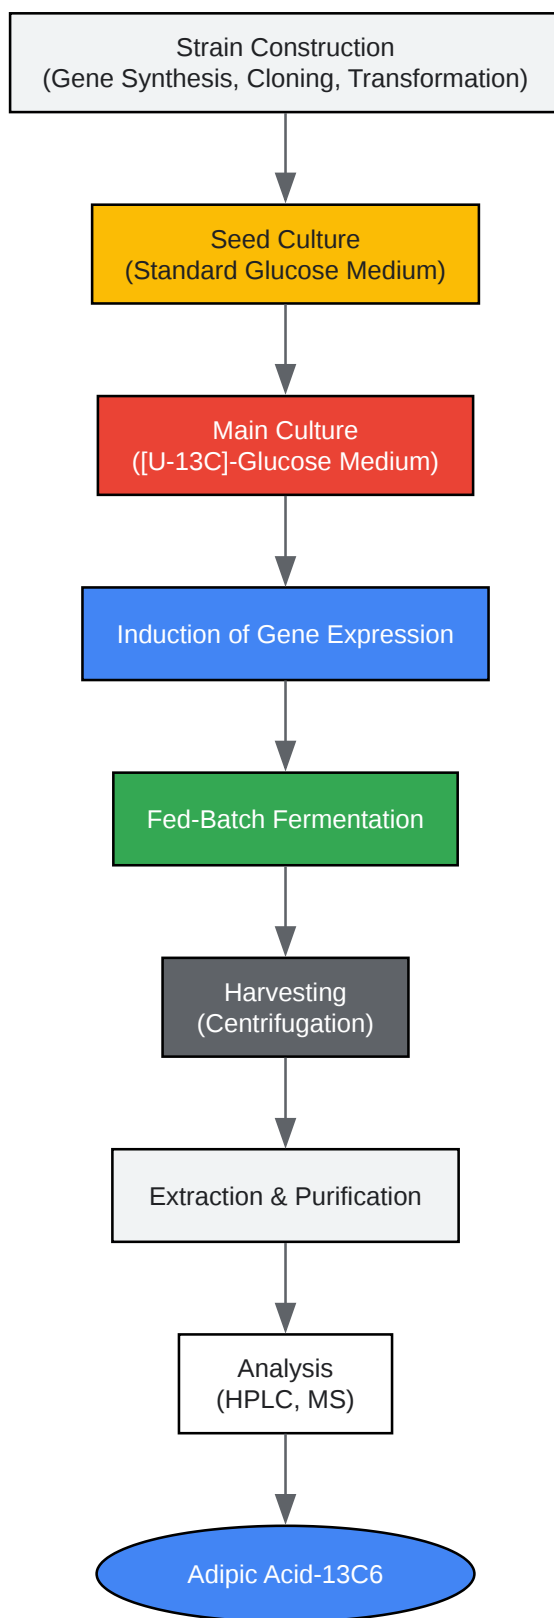 Strain Construction
(Gene Synthesis, Cloning, Transformation)
Seed Culture
(Standard Glucose Medium)
Main Culture
([U-13C]-Glucose Medium)
Induction of Gene Expression
Fed-Batch Fermentation
Harvesting
(Centrifugation)
Extraction & Purification
Analysis
(HPLC, MS)
Adipic Acid-13C6